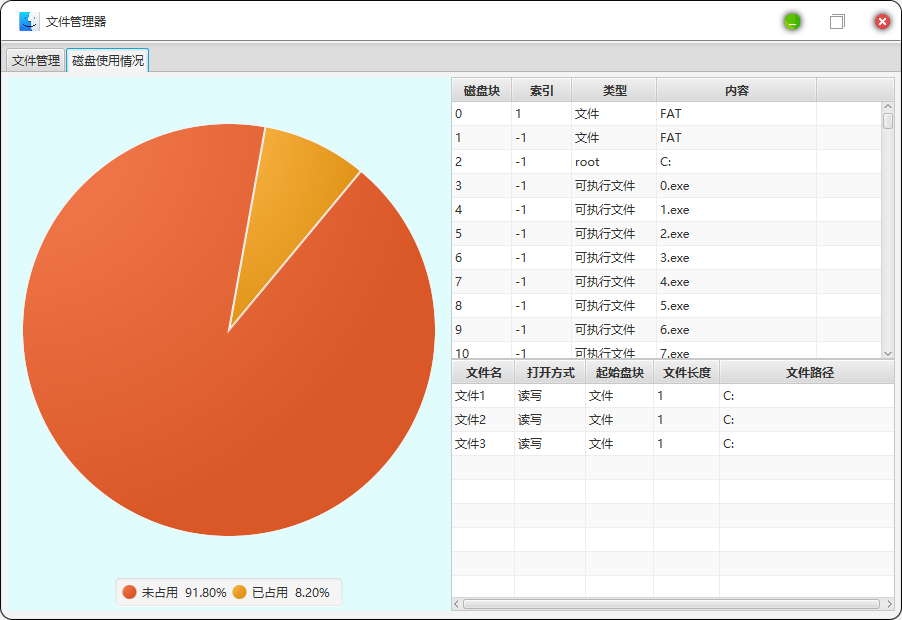 文件管理器
文件管理 磁盘使用情况
磁盘块 索引 类型 内容
0 1 文件 FAT
1 -1 文件 FAT
2 -1 root C:
3 -1 可执行文件 0.exe
4 -1 可执行文件 1.exe
5 -1 可执行文件 2.exe
6 -1 可执行文件 3.exe
7 -1 可执行文件 4.exe
8 -1 可执行文件 5.exe
9 -1 可执行文件 6.exe
10 -1 可执行文件 7.exe
文件名 打开方式 起始盘块 文件长度 文件路径
文件1 读写 文件 1 C:
文件2 读写 文件 1 C:
文件3 读写 文件 1 C:
未占用 91.80% 已占用 8.20%